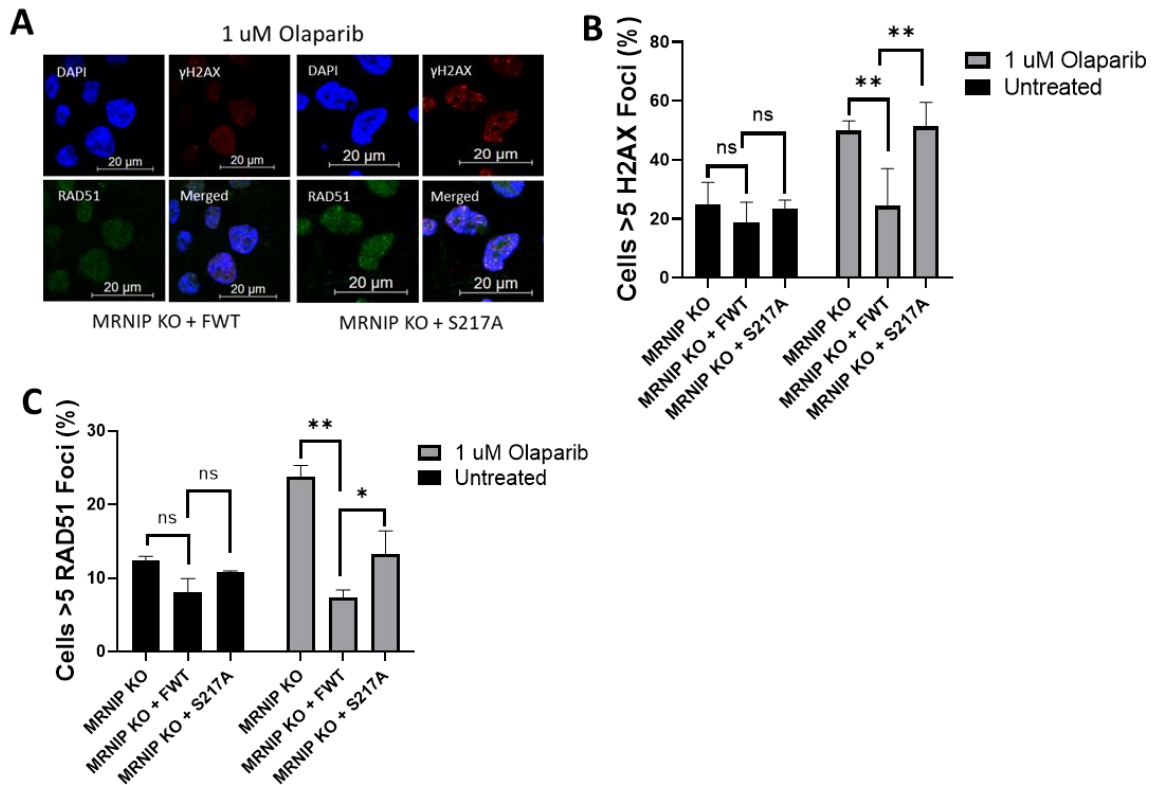 A
1 uM Olaparib
DAPI
γH2AX
DAPI
γH2AX
20 µm
20 µm
20 µm
20 µm
RAD51
Merged
RAD51
Merged
20 µm
20 µm
20 µm
20 µm
MRNIP KO + FWT
MRNIP KO + S217A
B
Cells >5 H2AX Foci (%)
80
60
40
20
0
ns
ns
**
**
1 uM Olaparib
Untreated
MRNIP KO
MRNIP KO + FWT
MRNIP KO + S217A
MRNIP KO
MRNIP KO + FWT
MRNIP KO + S217A
C
Cells >5 RAD51 Foci (%)
30
20
10
0
ns
ns
**
*
1 uM Olaparib
Untreated
MRNIP KO
MRNIP KO + FWT
MRNIP KO + S217A
MRNIP KO
MRNIP KO + FWT
MRNIP KO + S217A